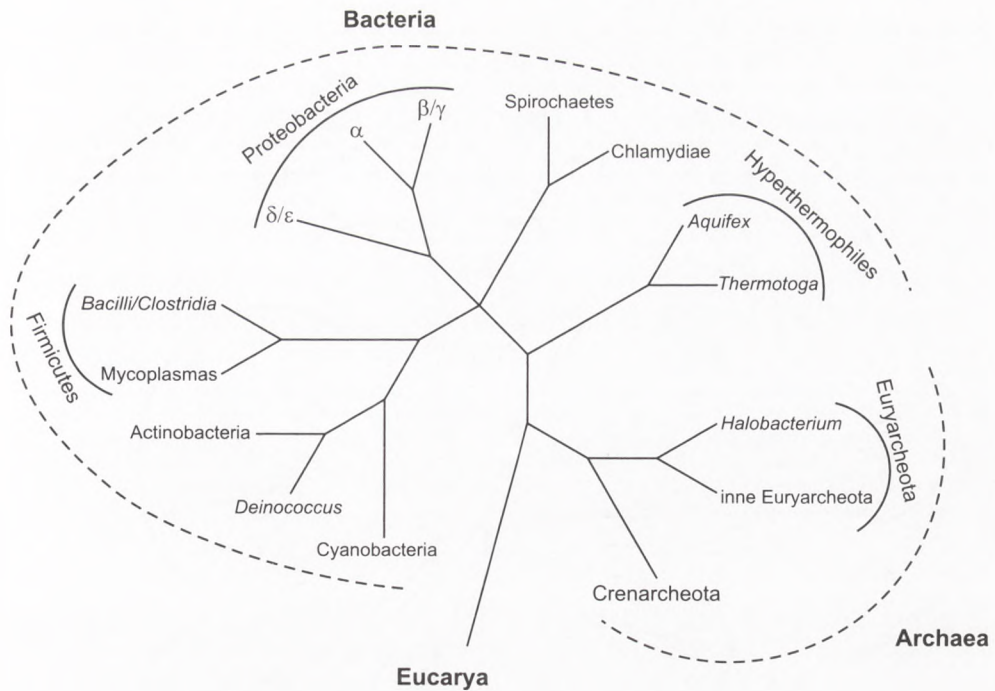 Bacteria
Proteobacteria
β/γ
α
δ/ε
Spirochaetes
Chlamydiae
Hyperthermophiles
Aquifex
Thermotoga
Firmicutes
Bacilli/Clostridia
Mycoplasmas
Actinobacteria
Deinococcus
Cyanobacteria
Euryarcheota
Halobacterium
inne Euryarcheota
Crenarcheota
Archaea
Eucarya